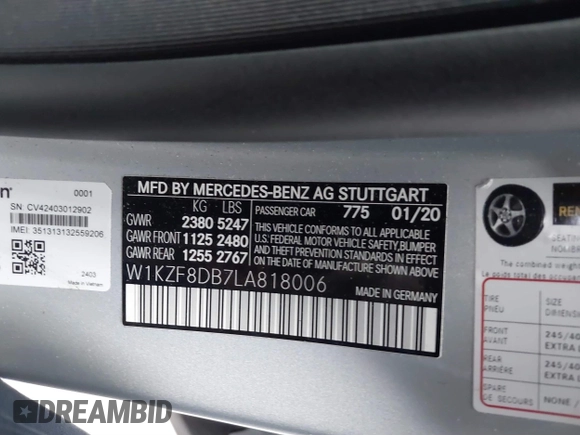 0001
SN: CV42403012902
IMEI: 351313132559206
2403
Made in Vietnam
MFD BY MERCEDES-BENZ AG STUTTGART
KG LBS
PASSENGER CAR 775 01/20
GVWR 2380 5247
GAWR FRONT 1125 2480
GAWR REAR 1255 2767
THIS VEHICLE CONFORMS TO ALL APPLICABLE
U.S. FEDERAL MOTOR VEHICLE SAFETY, BUMPER
AND THEFT PREVENTION STANDARDS IN
EFFECT ON THE DATE OF
MANUFACTURE SHOWN ABOVE.
W1KZF8DB7LA818006
MADE IN GERMANY
The combined
TIRE
PNEU
SIZE
FRONT
AVANT
245/40
EXTRA
REAR
ARRIÈRE
245/40
EXTRA
SPARE
DE SECOURS
NONE /
DREAMBID